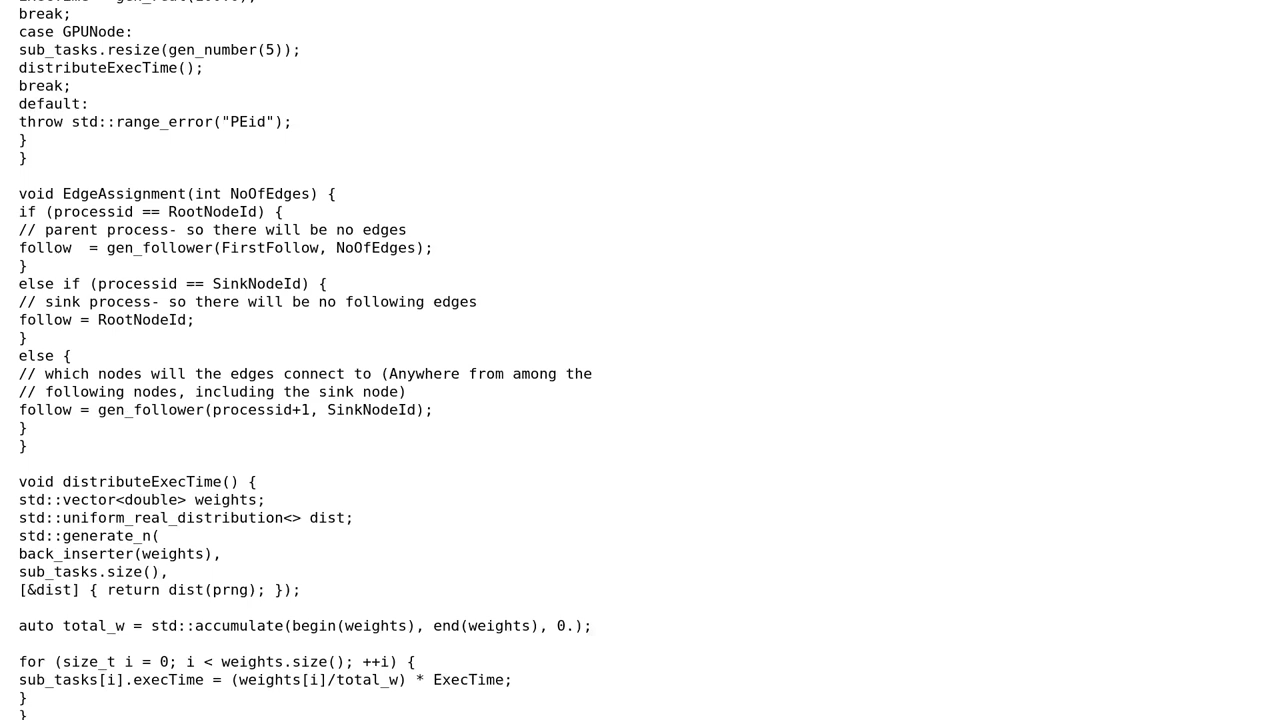 break;
case GPUNode:
sub_tasks.resize(gen_number(5));
distributeExecTime();
break;
default:
throw std::range_error("PEid");
}
}

void EdgeAssignment(int NoOfEdges) {
if (processid == RootNodeId) {
// parent process- so there will be no edges
follow  = gen_follower(FirstFollow, NoOfEdges);
}
else if (processid == SinkNodeId) {
// sink process- so there will be no following edges
follow = RootNodeId;
}
else {
// which nodes will the edges connect to (Anywhere from among the
// following nodes, including the sink node)
follow = gen_follower(processid+1, SinkNodeId);
}
}

void distributeExecTime() {
std::vector<double> weights;
std::uniform_real_distribution<> dist;
std::generate_n(
back_inserter(weights),
sub_tasks.size(),
[&dist] { return dist(prng); });

auto total_w = std::accumulate(begin(weights), end(weights), 0.);

for (size_t i = 0; i < weights.size(); ++i) {
sub_tasks[i].execTime = (weights[i]/total_w) * ExecTime;
}
}